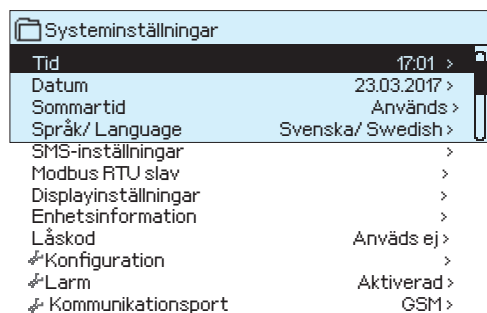 Systeminställningar
Tid 17:01 >
Datum 23.03.2017 >
Sommartid Används >
Språk/ Language Svenska/ Swedish >
SMS-inställningar >
Modbus RTU slav >
Displayinställningar >
Enhetsinformation >
Låskod Anväds ej >
Konfiguration >
Larm Aktiverad >
Kommunikationsport GSM >